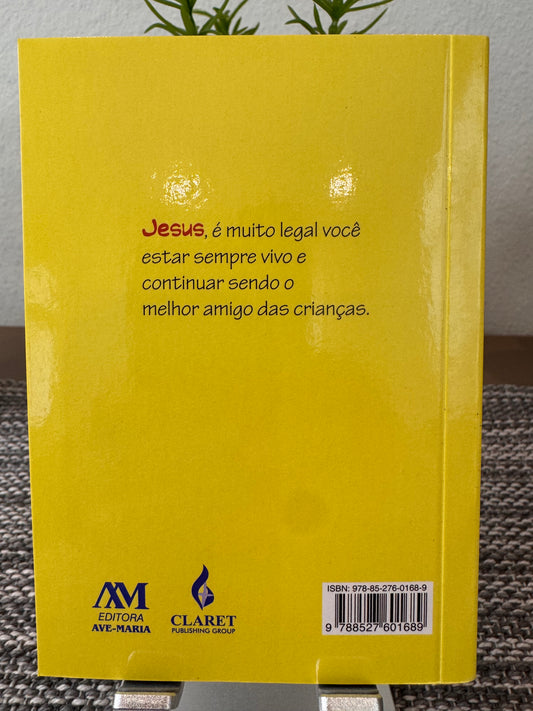 Jesus, é muito legal você
estar sempre vivo e
continuar sendo o
melhor amigo das crianças.
AM
EDITORA
AVE-MARIA
CLARET
PUBLISHING GROUP
ISBN: 978-85-276-0168-9
9 788527 601689